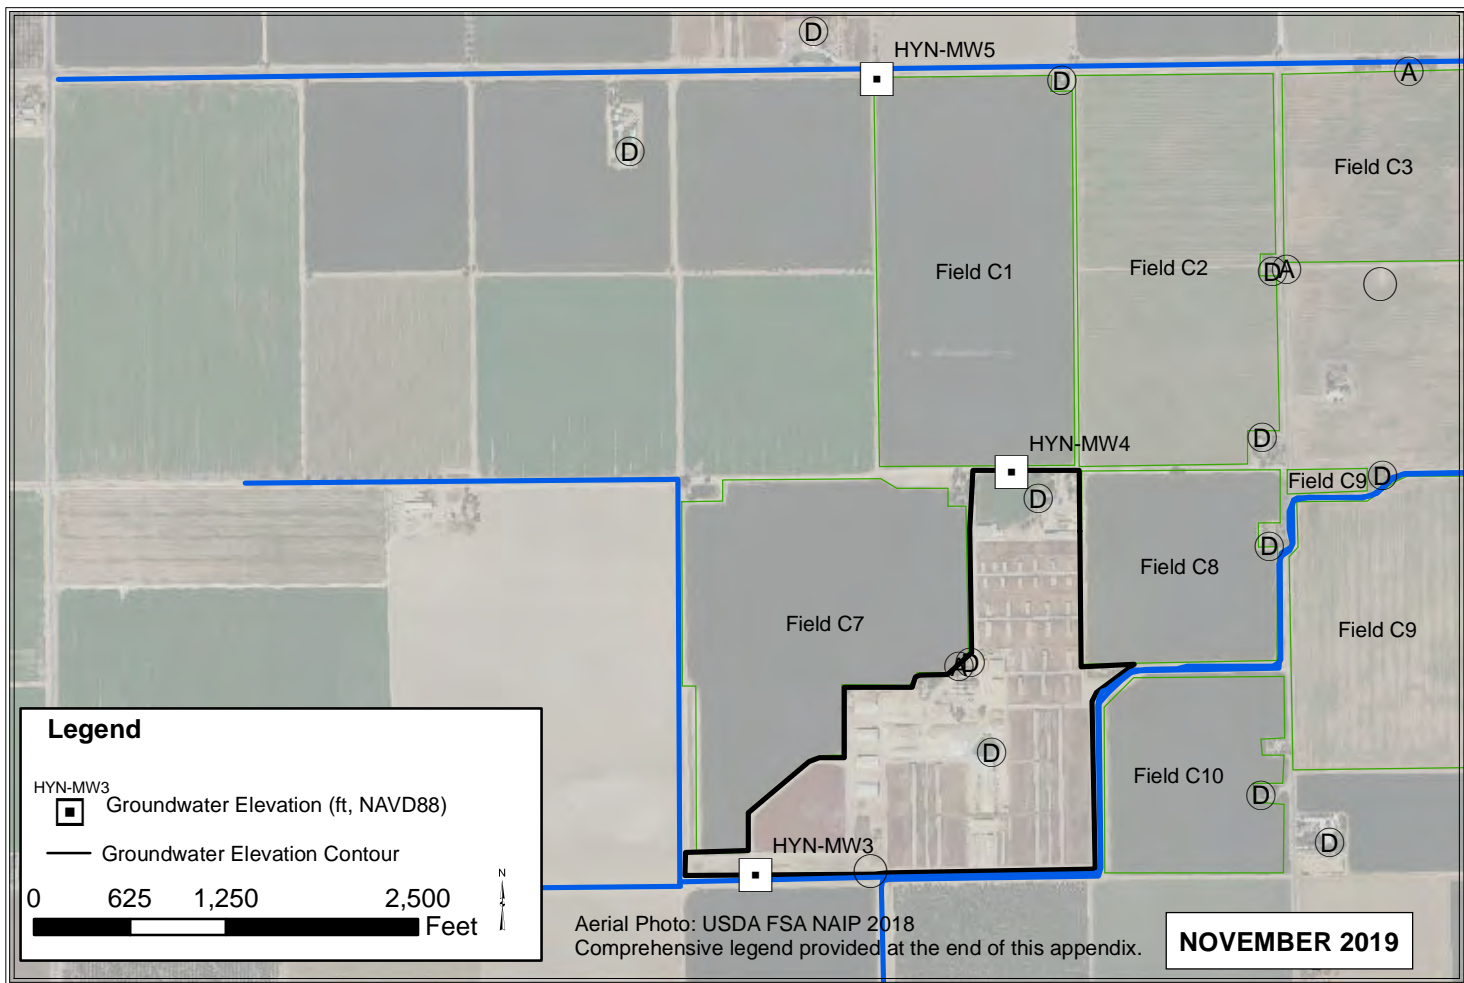 D
HYN-MW5
D
A
D
Field C3
Field C1
Field C2
D
A
HYN-MW4
D
Field C9
D
D
D
Field C8
Field C7
Field C9
A
D
D
Field C10
D
HYN-MW3
D
Legend
HYN-MW3
Groundwater Elevation (ft, NAVD88)
Groundwater Elevation Contour
N
0 625 1,250 2,500
Feet
Aerial Photo: USDA FSA NAIP 2018
Comprehensive legend provided at the end of this appendix.
NOVEMBER 2019